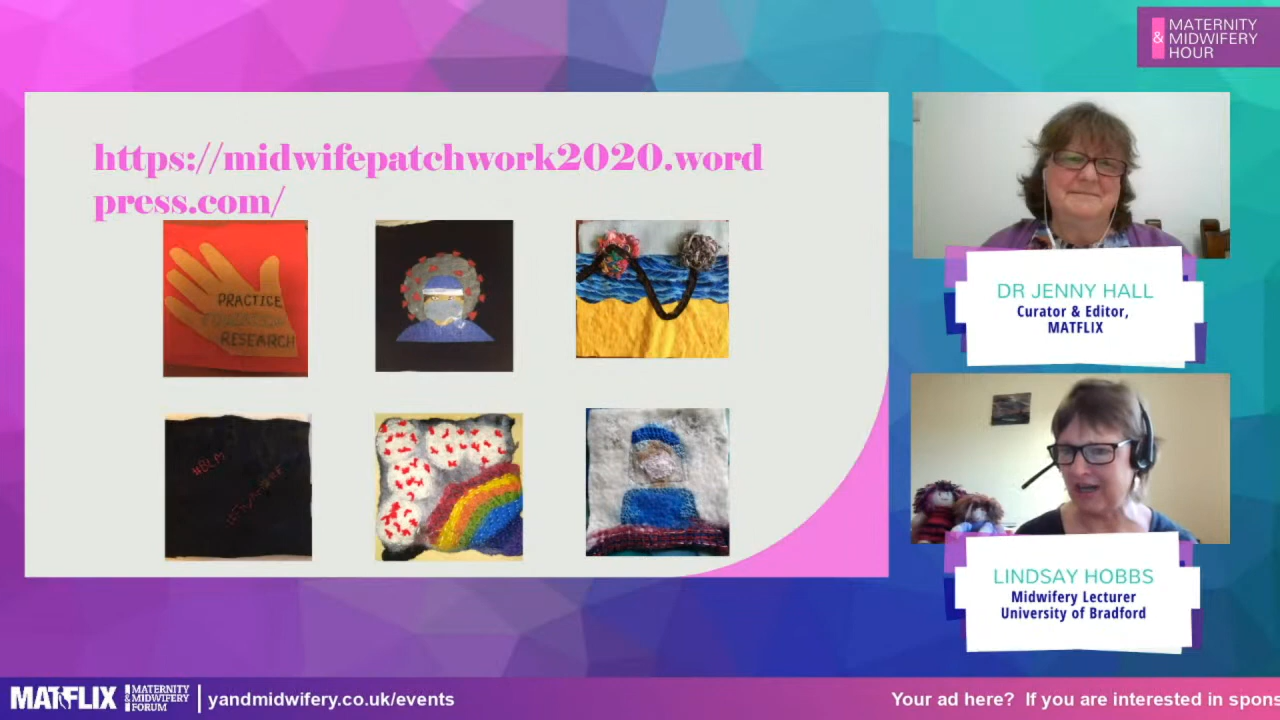 MATERNITY
& MIDWIFERY
HOUR
https://midwifepatchwork2020.word
press.com/
PRACTICE
EDUCATION
RESEARCH
#BLM
DR JENNY HALL
Curator & Editor,
MATFLIX
LINDSAY HOBBS
Midwifery Lecturer
University of Bradford
MATFLIX
MATERNITY
& MIDWIFERY
FORUM
yandmidwifery.co.uk/events
Your ad here? If you are interested in spons